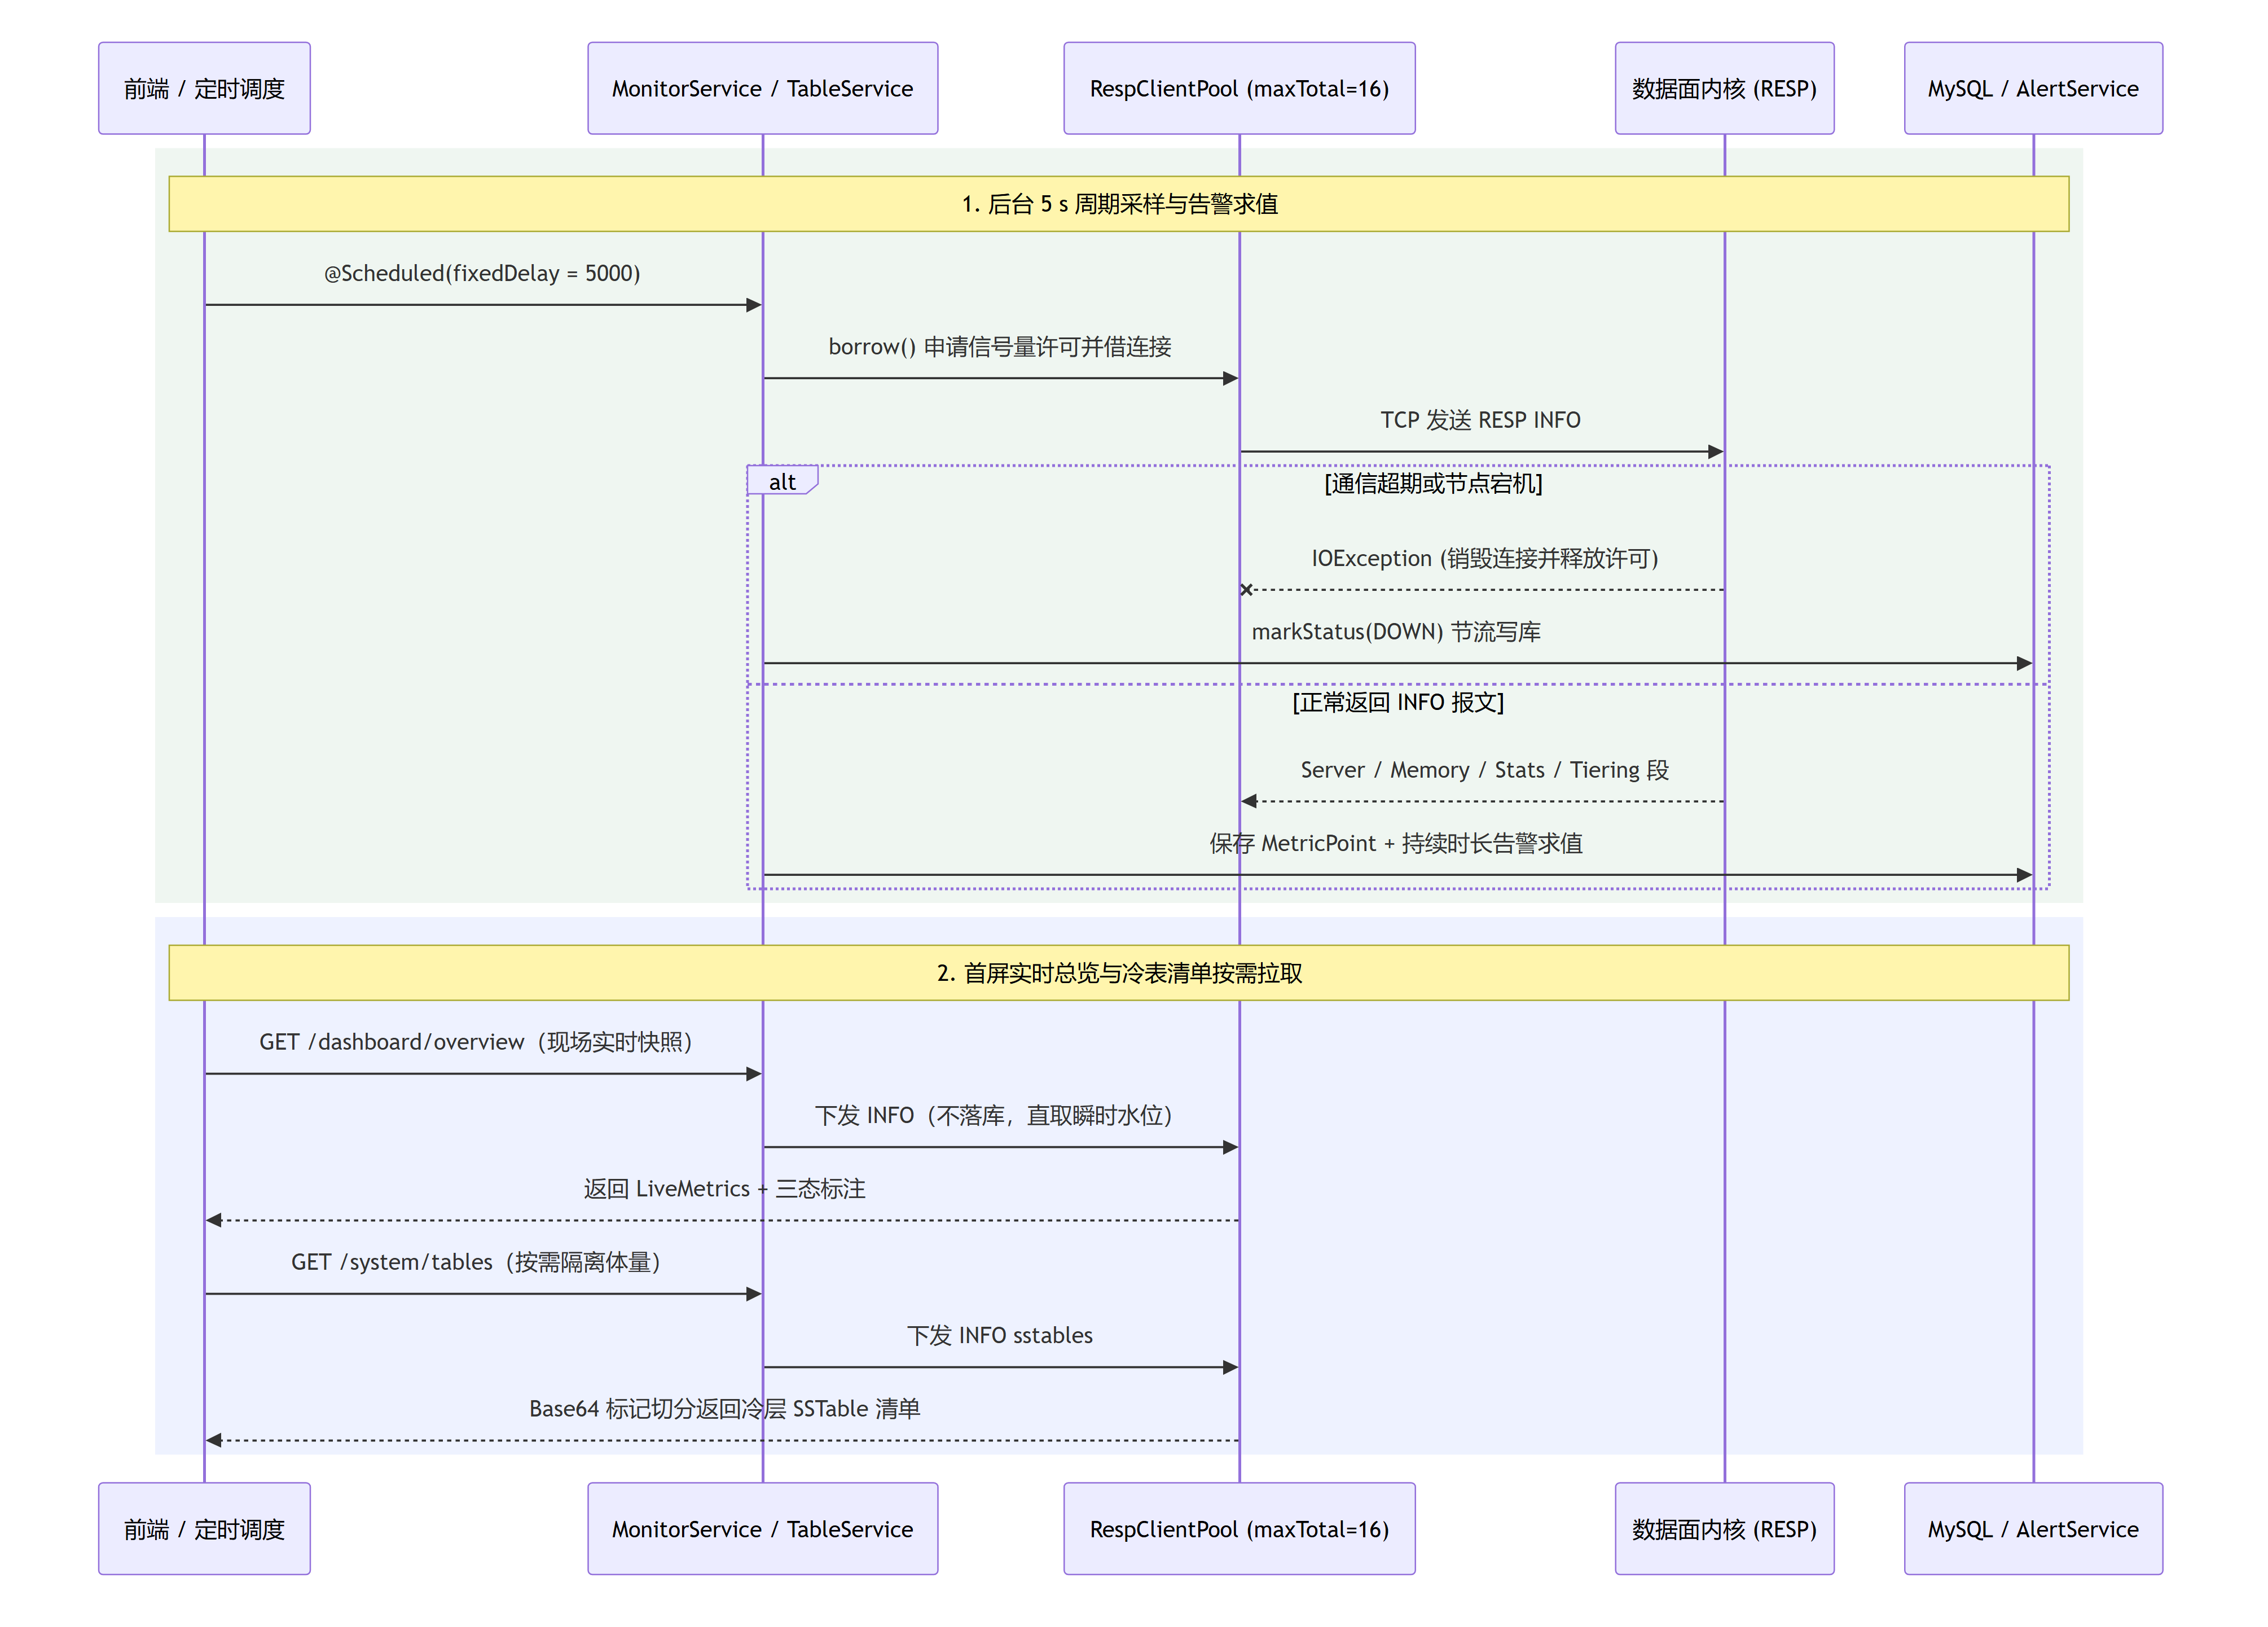 前端 / 定时调度
MonitorService / TableService
RespClientPool (maxTotal=16)
数据面内核 (RESP)
MySQL / AlertService
1. 后台 5 s 周期采样与告警求值
@Scheduled(fixedDelay = 5000)
borrow() 申请信号量许可并借连接
TCP 发送 RESP INFO
alt
[通信超期或节点宕机]
IOException (销毁连接并释放许可)
markStatus(DOWN) 节流写库
[正常返回 INFO 报文]
Server / Memory / Stats / Tiering 段
保存 MetricPoint + 持续时长告警求值
2. 首屏实时总览与冷表清单按需拉取
GET /dashboard/overview（现场实时快照）
下发 INFO（不落库，直取瞬时水位）
返回 LiveMetrics + 三态标注
GET /system/tables（按需隔离体量）
下发 INFO sstables
Base64 标记切分返回冷层 SSTable 清单
前端 / 定时调度
MonitorService / TableService
RespClientPool (maxTotal=16)
数据面内核 (RESP)
MySQL / AlertService